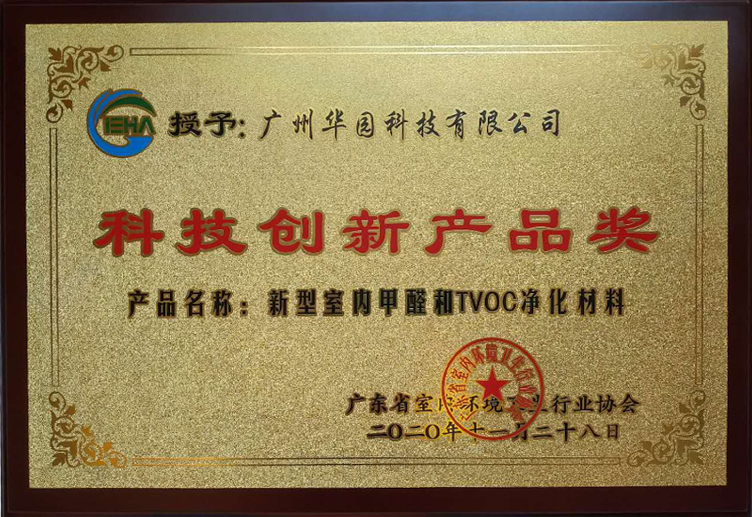 IEHA
授予: 广州华园科技有限公司
科技创新产品奖
产品名称：新型室内甲醛和TVOC净化材料
广东省室内环境卫生行业协会
二〇二〇年十一月二十八日